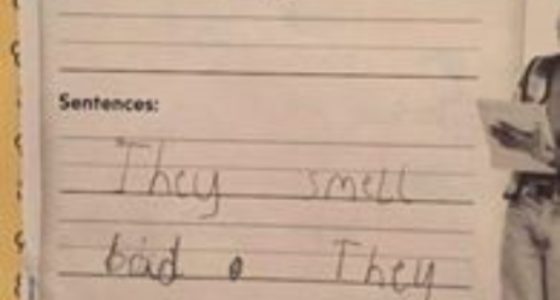 Sentences:
They smell
bad. They